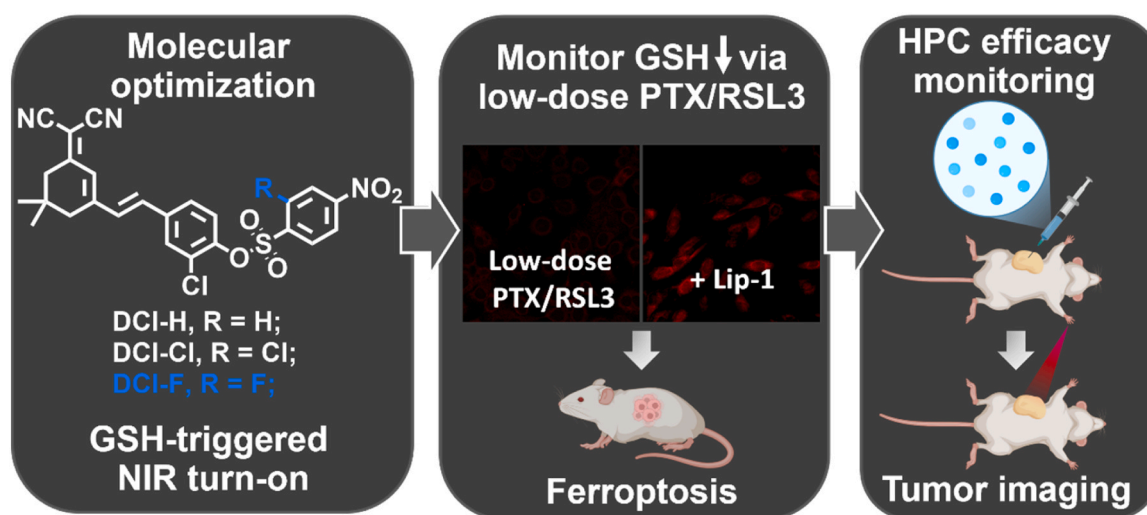 Molecular
optimization
NC CN
R
NO₂
O
S
O
O
Cl
DCI-H, R = H;
DCI-Cl, R = Cl;
DCI-F, R = F;
GSH-triggered
NIR turn-on
Monitor GSH↓via
low-dose PTX/RSL3
Low-dose
PTX/RSL3
+ Lip-1
Ferroptosis
HPC efficacy
monitoring
Tumor imaging